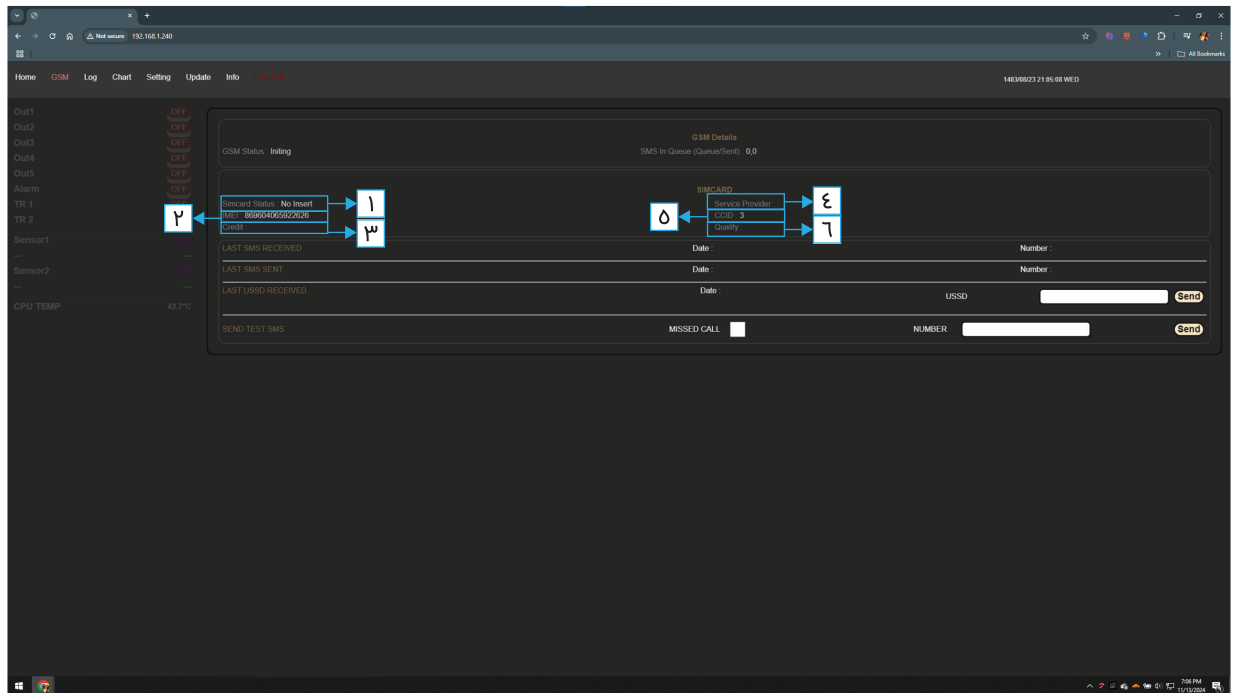 Not secure 192.168.1.240
All Bookmarks
Home GSM Log Chart Setting Update Info
1403/08/23 21:05:08 WED
Out1 OFF
Out2 OFF
Out3 OFF
Out4 OFF
Out5 OFF
Alarm OFF
TR 1
TR 2
Sensor1
--- ---
Sensor2
--- ---
CPU TEMP 42.7°C
GSM Details
GSM Status : Initing
SMS In Queue (Queue/Sent) : 0,0
SIMCARD
Simcard Status : No Insert ١
Service Provider : ٤
٢ IMEI : 869604065922626
٥ CCID : 3
Credit ٣
Quality ٦
LAST SMS RECEIVED Date : Number :
LAST SMS SENT Date : Number :
LAST USSD RECEIVED Date : USSD Send
SEND TEST SMS MISSED CALL NUMBER Send
7:06 PM
11/13/2024